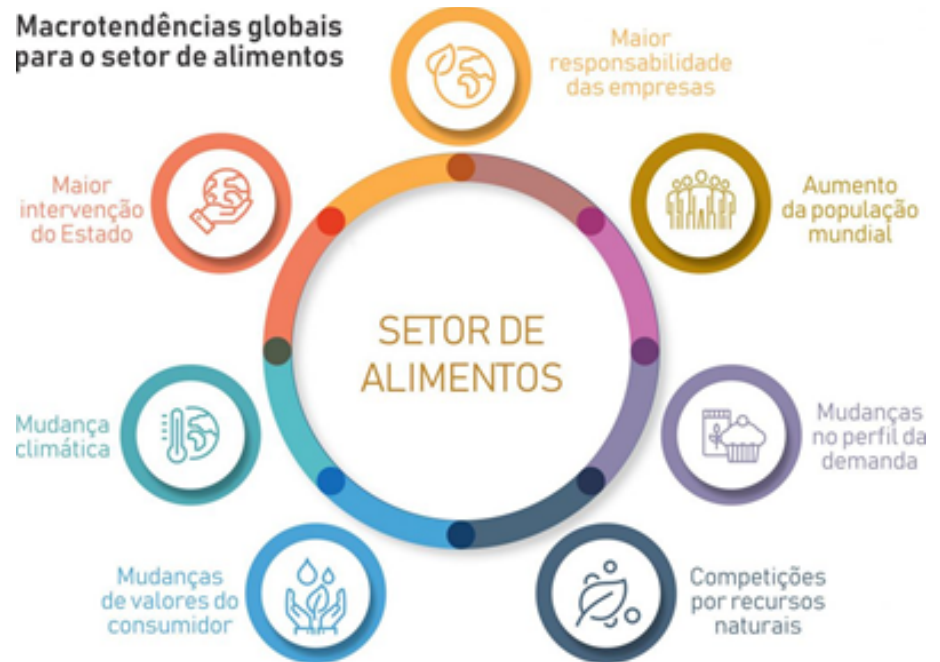 Macrotendências globais
para o setor de alimentos
Maior
responsabilidade
das empresas
Aumento
da população
mundial
Mudanças
no perfil da
demanda
Competições
por recursos
naturais
Mudanças
de valores do
consumidor
Mudança
climática
Maior
intervenção
do Estado
SETOR DE
ALIMENTOS